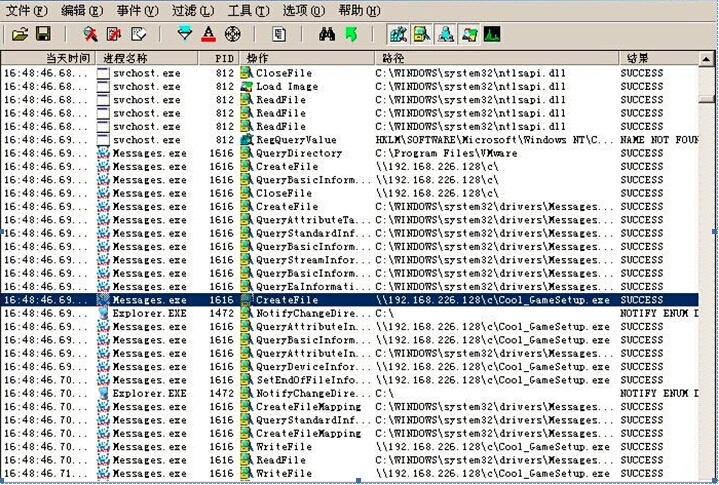 文件(F) 编辑(E) 事件(V) 过滤(L) 工具(T) 选项(O) 帮助(H)
当天时间 进程名称 PID 操作 路径 结果
16:48:46.68... svchost.exe 812 CloseFile C:\WINDOWS\system32\ntlsapi.dll SUCCESS
16:48:46.68... svchost.exe 812 Load Image C:\WINDOWS\system32\ntlsapi.dll SUCCESS
16:48:46.68... svchost.exe 812 ReadFile C:\WINDOWS\system32\ntlsapi.dll SUCCESS
16:48:46.68... svchost.exe 812 ReadFile C:\WINDOWS\system32\ntlsapi.dll SUCCESS
16:48:46.68... svchost.exe 812 ReadFile C:\WINDOWS\system32\ntlsapi.dll SUCCESS
16:48:46.69... svchost.exe 812 RegQueryValue HKLM\SOFTWARE\Microsoft\Windows NT\C... NAME NOT FOUN
16:48:46.69... Messages.exe 1616 QueryDirectory C:\Program Files\VMware SUCCESS
16:48:46.69... Messages.exe 1616 CreateFile \\192.168.226.128\c\ SUCCESS
16:48:46.69... Messages.exe 1616 QueryBasicInform... \\192.168.226.128\c\ SUCCESS
16:48:46.69... Messages.exe 1616 CloseFile \\192.168.226.128\c\ SUCCESS
16:48:46.69... Messages.exe 1616 CreateFile C:\WINDOWS\system32\drivers\Messages... SUCCESS
16:48:46.69... Messages.exe 1616 QueryAttributeTa... C:\WINDOWS\system32\drivers\Messages... SUCCESS
16:48:46.69... Messages.exe 1616 QueryStandardInf... C:\WINDOWS\system32\drivers\Messages... SUCCESS
16:48:46.69... Messages.exe 1616 QueryBasicInform... C:\WINDOWS\system32\drivers\Messages... SUCCESS
16:48:46.69... Messages.exe 1616 QueryStreamInfor... C:\WINDOWS\system32\drivers\Messages... SUCCESS
16:48:46.69... Messages.exe 1616 QueryBasicInform... C:\WINDOWS\system32\drivers\Messages... SUCCESS
16:48:46.69... Messages.exe 1616 QueryEaInformati... C:\WINDOWS\system32\drivers\Messages... SUCCESS
16:48:46.69... Messages.exe 1616 CreateFile \\192.168.226.128\c\Cool_GameSetup.exe SUCCESS
16:48:46.69... Explorer.EXE 1472 NotifyChangeDire... C:\ NOTIFY ENUM D
16:48:46.69... Messages.exe 1616 QueryAttributeIn... \\192.168.226.128\c\Cool_GameSetup.exe SUCCESS
16:48:46.69... Messages.exe 1616 QueryBasicInform... \\192.168.226.128\c\Cool_GameSetup.exe SUCCESS
16:48:46.69... Messages.exe 1616 QueryAttributeIn... C:\WINDOWS\system32\drivers\Messages... SUCCESS
16:48:46.69... Messages.exe 1616 QueryDeviceInfor... \\192.168.226.128\c\Cool_GameSetup.exe SUCCESS
16:48:46.70... Messages.exe 1616 SetEndOfFileInfo... \\192.168.226.128\c\Cool_GameSetup.exe SUCCESS
16:48:46.70... Explorer.EXE 1472 NotifyChangeDire... C:\ NOTIFY ENUM D
16:48:46.70... Messages.exe 1616 CreateFileMapping C:\WINDOWS\system32\drivers\Messages... SUCCESS
16:48:46.70... Messages.exe 1616 QueryStandardInf... C:\WINDOWS\system32\drivers\Messages... SUCCESS
16:48:46.70... Messages.exe 1616 CreateFileMapping C:\WINDOWS\system32\drivers\Messages... SUCCESS
16:48:46.70... Messages.exe 1616 WriteFile \\192.168.226.128\c\Cool_GameSetup.exe SUCCESS
16:48:46.70... Messages.exe 1616 ReadFile C:\WINDOWS\system32\drivers\Messages... SUCCESS
16:48:46.71... Messages.exe 1616 WriteFile \\192.168.226.128\c\Cool_GameSetup.exe SUCCESS